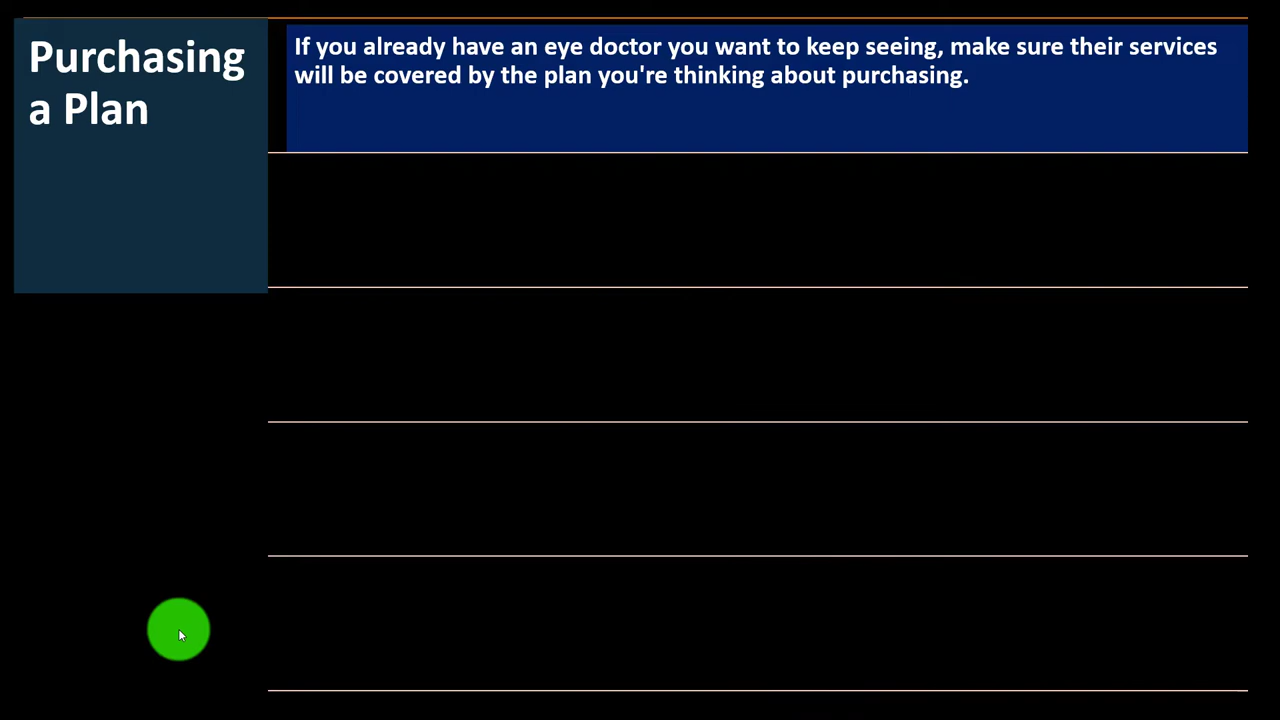 Purchasing
a Plan
If you already have an eye doctor you want to keep seeing, make sure their services
will be covered by the plan you're thinking about purchasing.